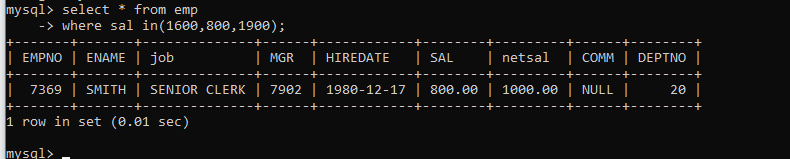 mysql> select * from emp
    -> where sal in(1600,800,1900);
+-------+-------+--------------+------+------------+--------+---------+------+--------+
| EMPNO | ENAME | job          | MGR  | HIREDATE   | SAL    | netsal  | COMM | DEPTNO |
+-------+-------+--------------+------+------------+--------+---------+------+--------+
|  7369 | SMITH | SENIOR CLERK | 7902 | 1980-12-17 | 800.00 | 1000.00 | NULL |     20 |
+-------+-------+--------------+------+------------+--------+---------+------+--------+
1 row in set (0.01 sec)
mysql> _